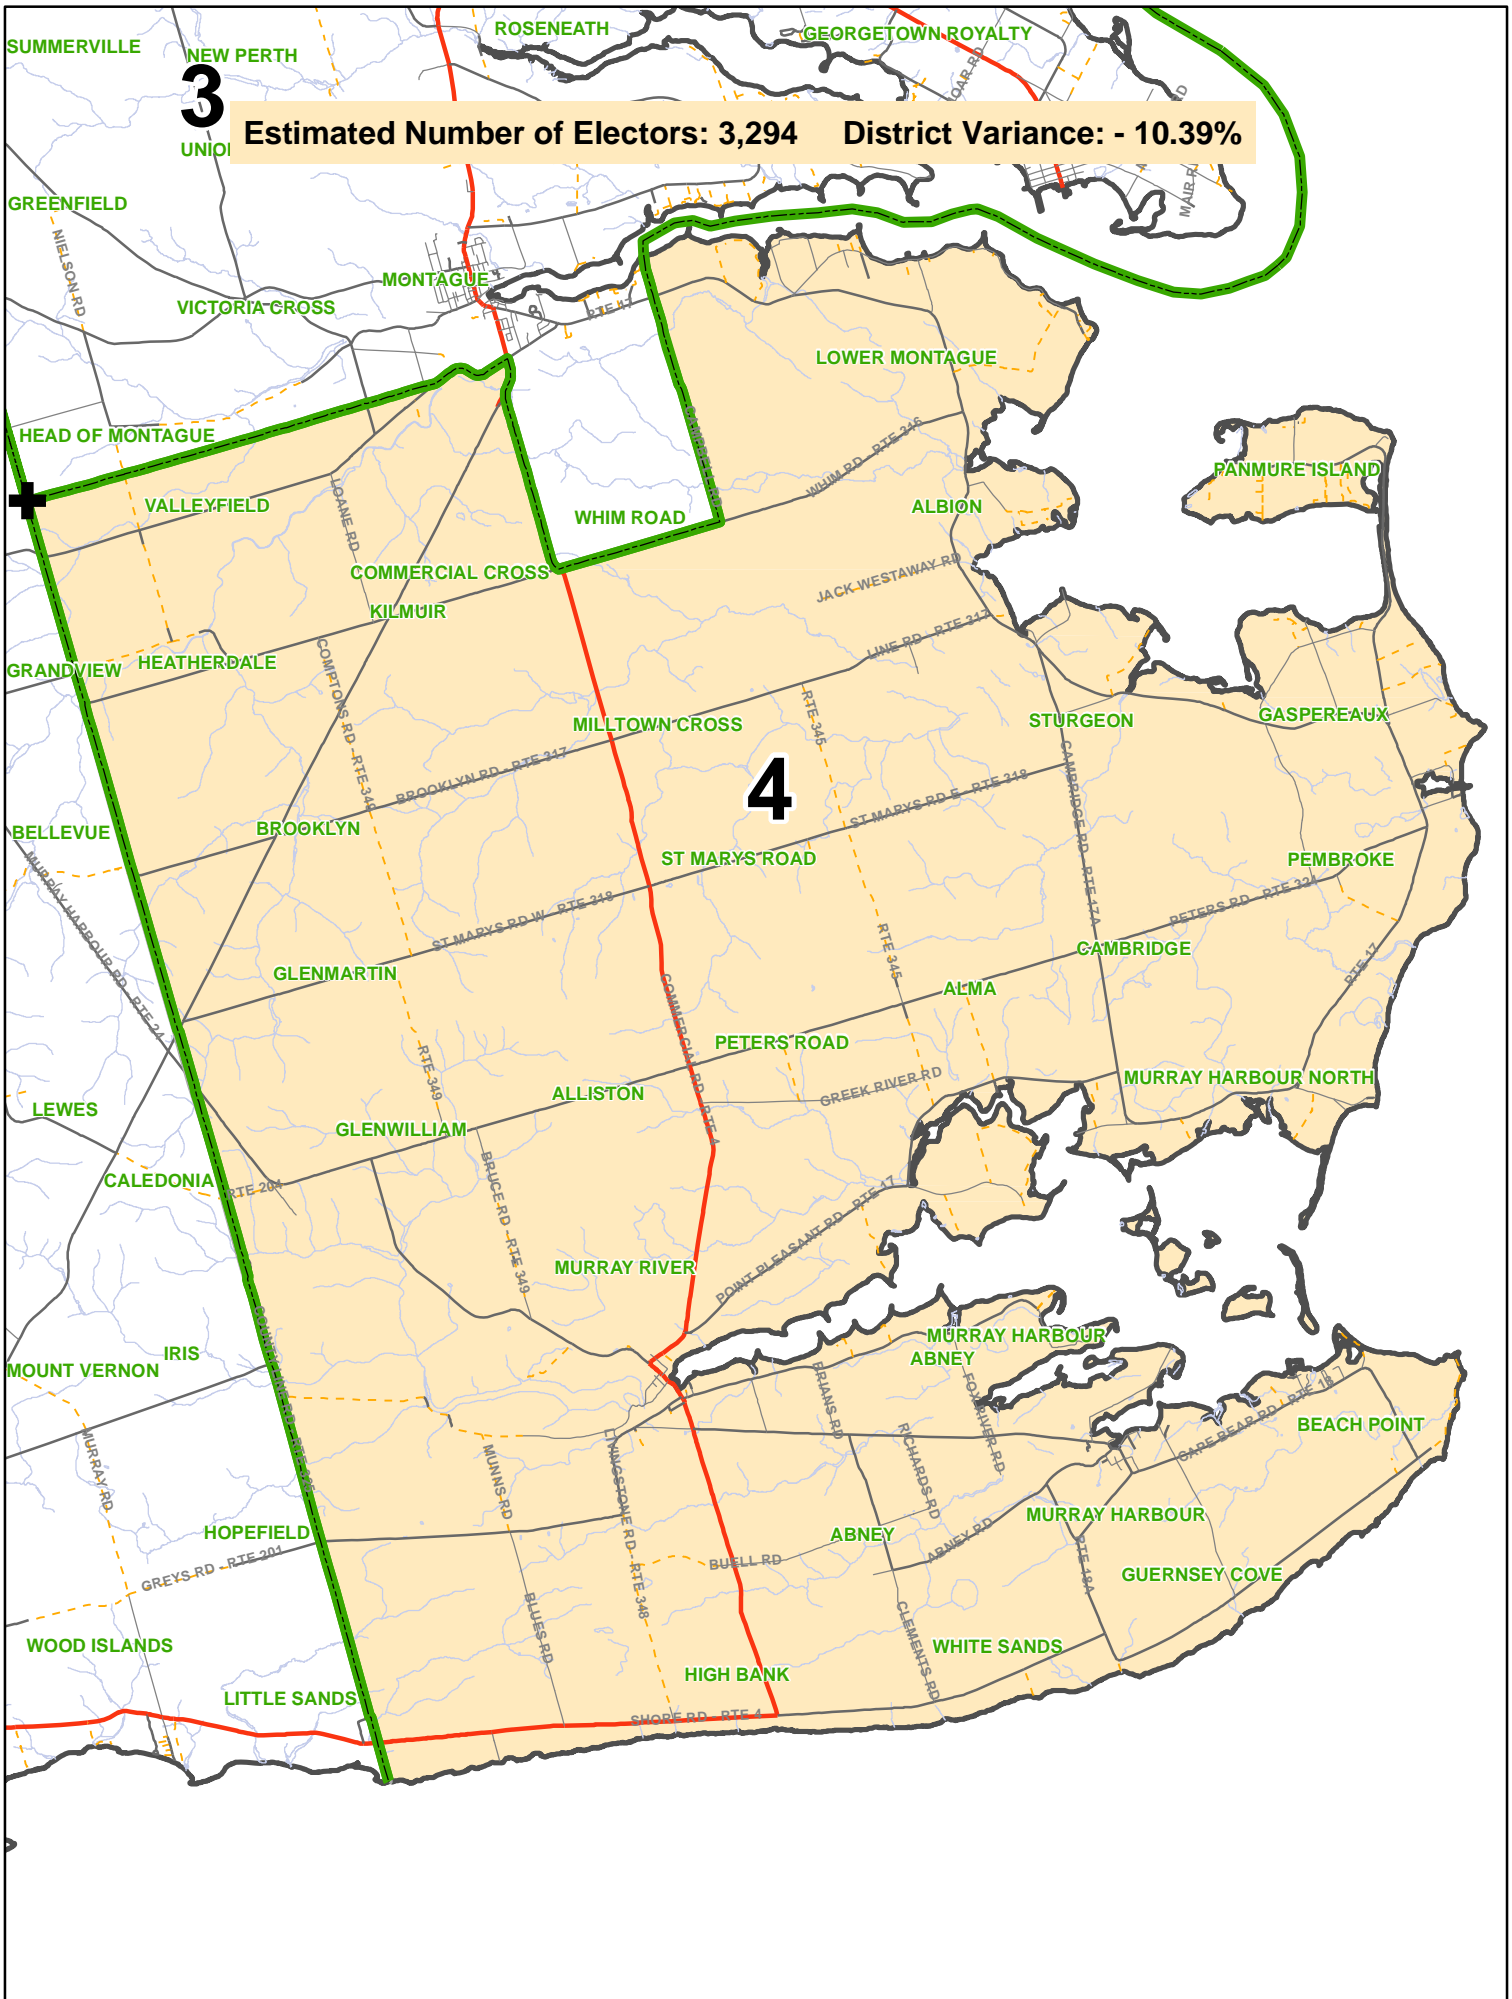 ROSENEATH
GEORGETOWN ROYALTY
SUMMERVILLE
NEW PERTH
3
Estimated Number of Electors: 3,294 District Variance: - 10.39%
GREENFIELD
NIELSON RD
MAIR R
MONTAGUE
VICTORIA CROSS
RTE 17
LOWER MONTAGUE
HEAD OF MONTAGUE
WHIM RD - RTE 316
PANMURE ISLAND
VALLEYFIELD
LOANE RD
WHIM ROAD
ALBION
COMMERCIAL CROSS
JACK WESTAWAY RD
KILMUIR
LINE RD - RTE 317
GRANDVIEW
HEATHERDALE
COMPTONS RD - RTE 349
RTE 345
MILLTOWN CROSS
STURGEON
GASPEREAUX
BROOKLYN RD - RTE 317
4
ST MARYS RD E - RTE 318
CAMBRIDGE RD - RTE 17A
BELLEVUE
BROOKLYN
ST MARYS ROAD
PEMBROKE
MURRAY HARBOUR RD - RTE 24
ST MARYS RD W - RTE 318
PETERS RD - RTE 324
RTE 345
CAMBRIDGE
GLENMARTIN
RTE 17
ALMA
COMMERCIAL RD - RTE 4
PETERS ROAD
RTE 349
GREEK RIVER RD
MURRAY HARBOUR NORTH
ALLISTON
LEWES
GLENWILLIAM
CALEDONIA
RTE 204
BRUCE RD - RTE 349
POINT PLEASANT RD - RTE 17
MURRAY RIVER
MURRAY HARBOUR
ABNEY
IRIS
MOUNT VERNON
BRIANS RD
FOX RIVER RD
CAPE BEAR RD - RTE 18
BEACH POINT
RICHARDS RD
MURRAY RD
MUNNS RD
LIVINGSTONE RD - RTE 348
MURRAY HARBOUR
HOPEFIELD
ABNEY
ABNEY RD
GREYS RD - RTE 201
BUELL RD
RTE 18A
GUERNSEY COVE
BLUES RD
CLEMENTS RD
WOOD ISLANDS
WHITE SANDS
HIGH BANK
LITTLE SANDS
SHORE RD - RTE 4